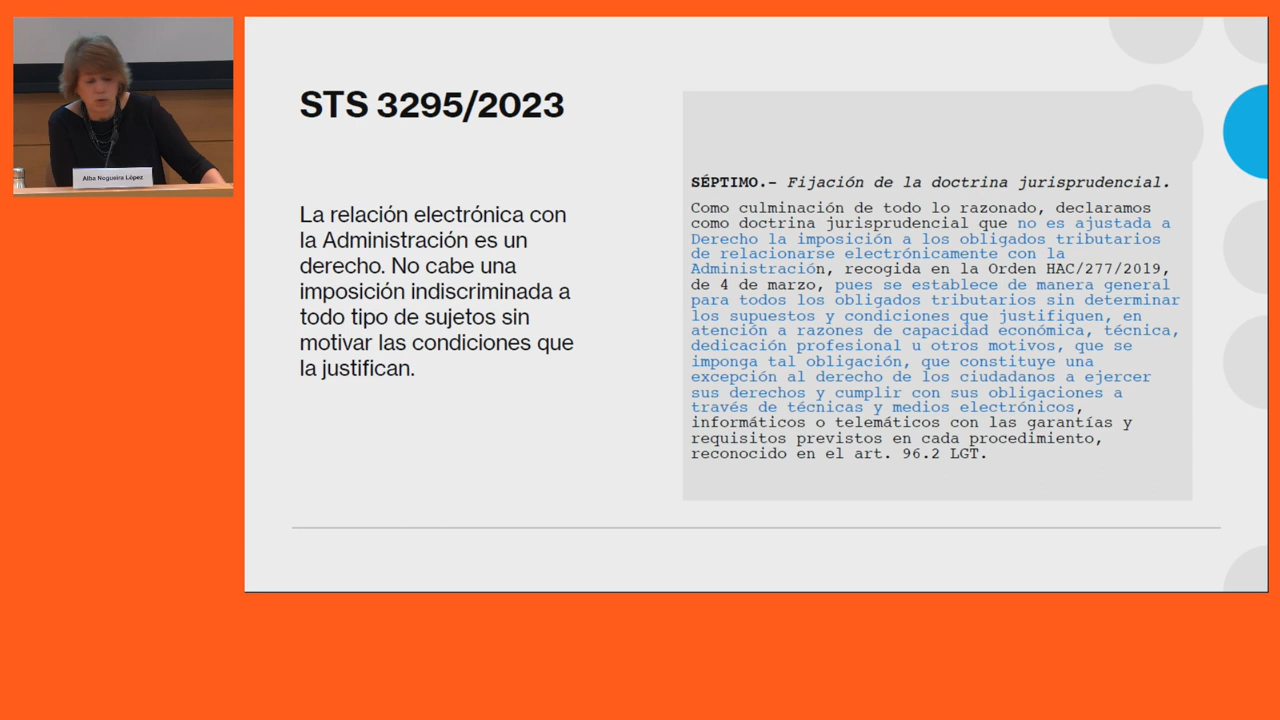 Alba Nogueira López
STS 3295/2023
La relación electrónica con
la Administración es un
derecho. No cabe una
imposición indiscriminada a
todo tipo de sujetos sin
motivar las condiciones que
la justifican.
SÉPTIMO.- Fijación de la doctrina jurisprudencial.
Como culminación de todo lo razonado, declaramos
como doctrina jurisprudencial que no es ajustada a
Derecho la imposición a los obligados tributarios
de relacionarse electrónicamente con la
Administración, recogida en la Orden HAC/277/2019,
de 4 de marzo, pues se establece de manera general
para todos los obligados tributarios sin determinar
los supuestos y condiciones que justifiquen, en
atención a razones de capacidad económica, técnica,
dedicación profesional u otros motivos, que se
imponga tal obligación, que constituye una
excepción al derecho de los ciudadanos a ejercer
sus derechos y cumplir con sus obligaciones a
través de técnicas y medios electrónicos,
informáticos o telemáticos con las garantías y
requisitos previstos en cada procedimiento,
reconocido en el art. 96.2 LGT.